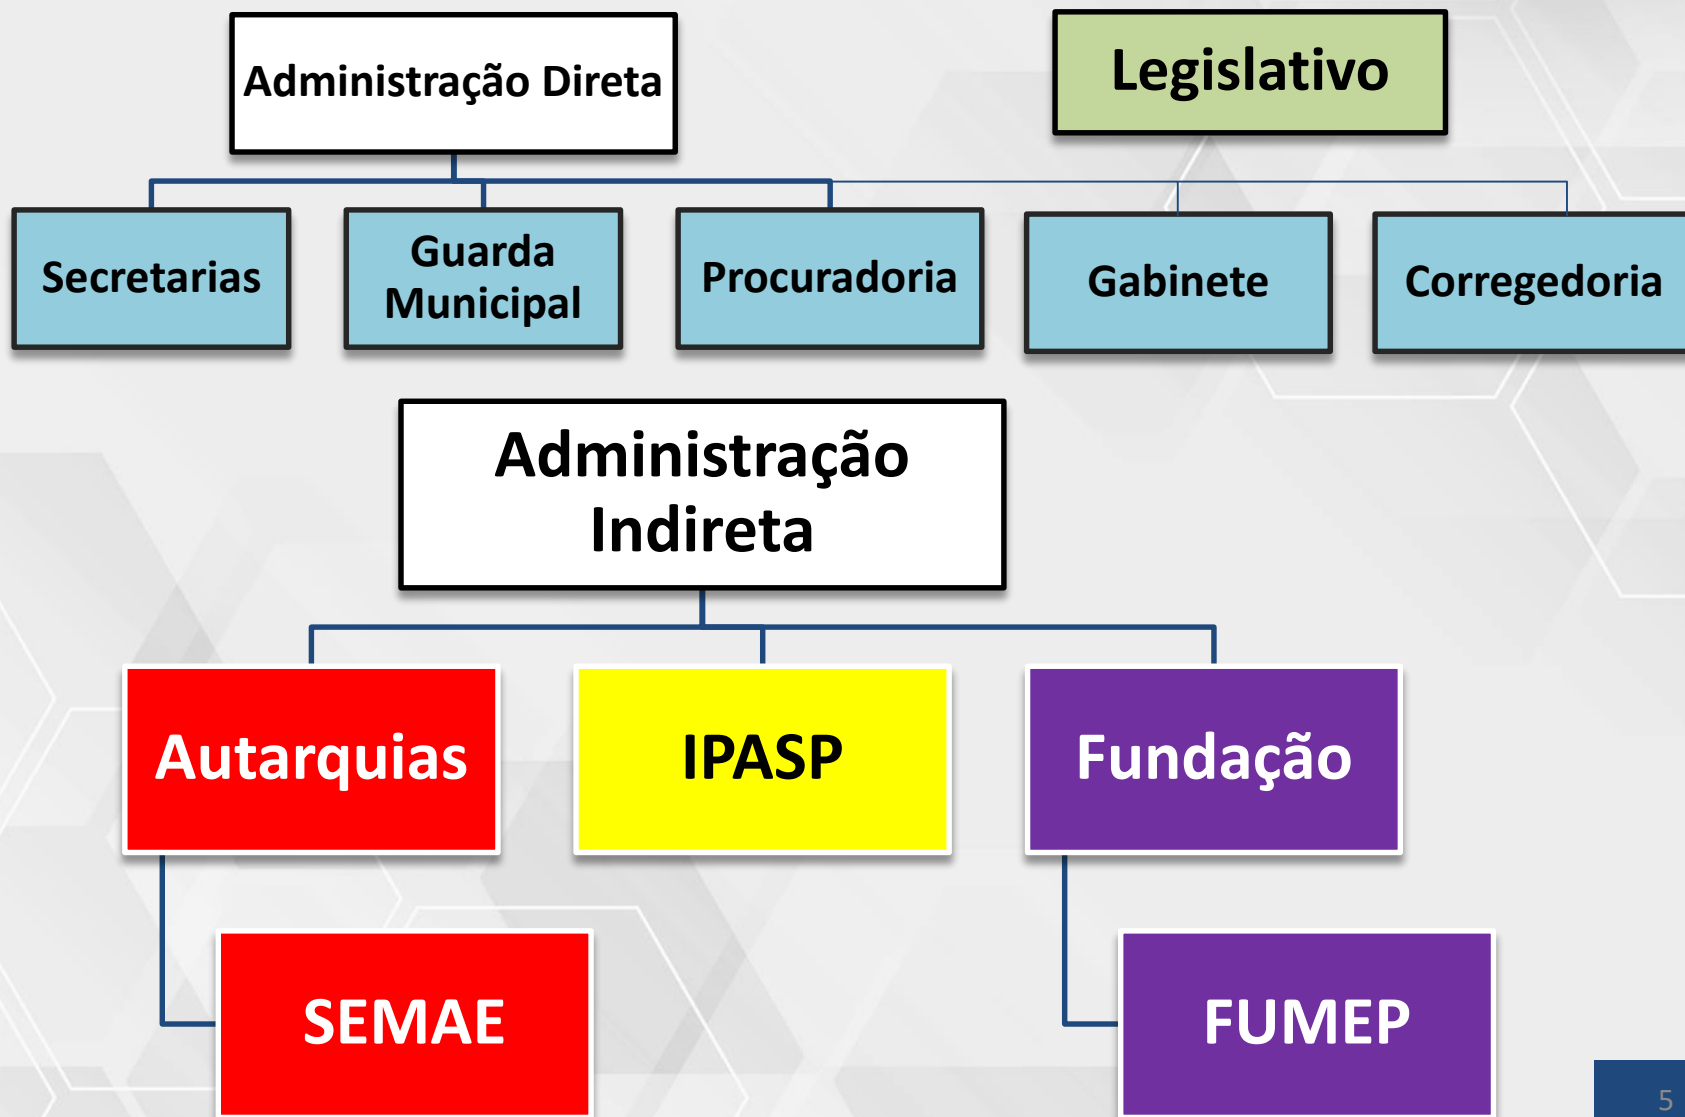 Administração Direta
Legislativo
Secretarias
Guarda
Municipal
Procuradoria
Gabinete
Corregedoria
Administração
Indireta
Autarquias
IPASP
Fundação
SEMAE
FUMEP
5